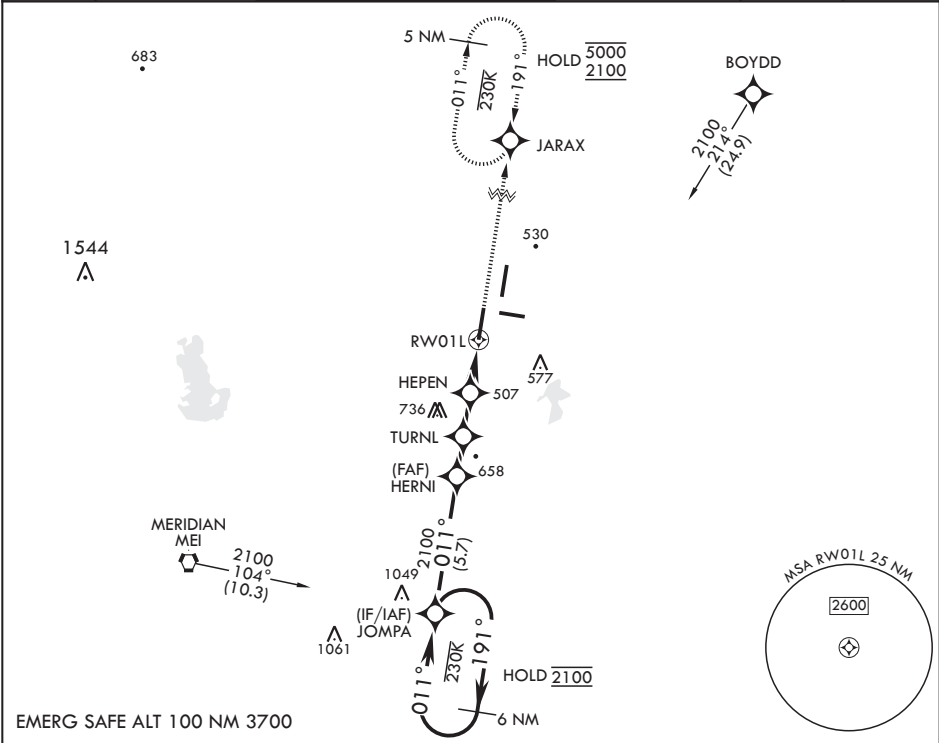 683
5 NM
011°
230K
191°
HOLD 5000
2100
BOYDD
2100
214°
(24.9)
JARAX
1544
530
RW01L
577
HEPEN
507
736
TURNL
(FAF)
HERNI
658
MERIDIAN
MEI
2100
104°
(10.3)
2100
011°
(5.7)
1049
(IF/IAF)
JOMPA
1061
011°
230K
191°
HOLD 2100
6 NM
MSA RW01L 25 NM
2600
EMERG SAFE ALT 100 NM 3700